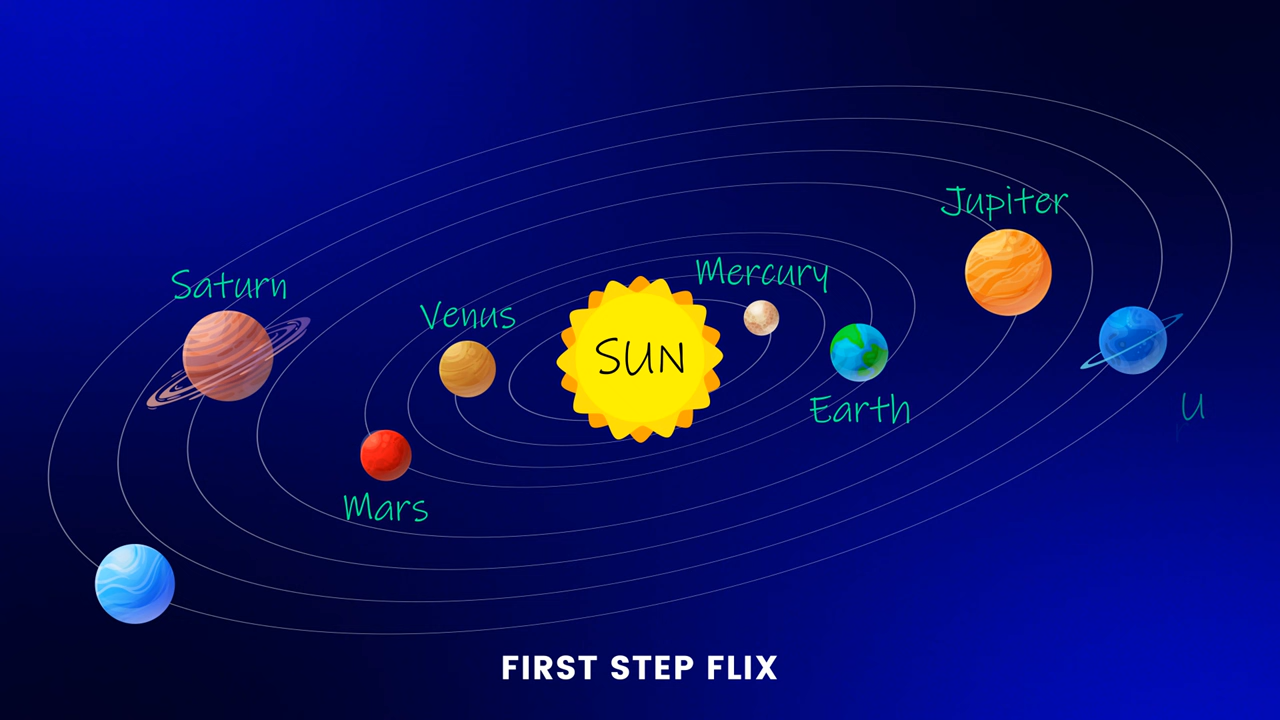 Jupiter
Mercury
Saturn
Venus
SUN
Earth
U
Mars
FIRST STEP FLIX